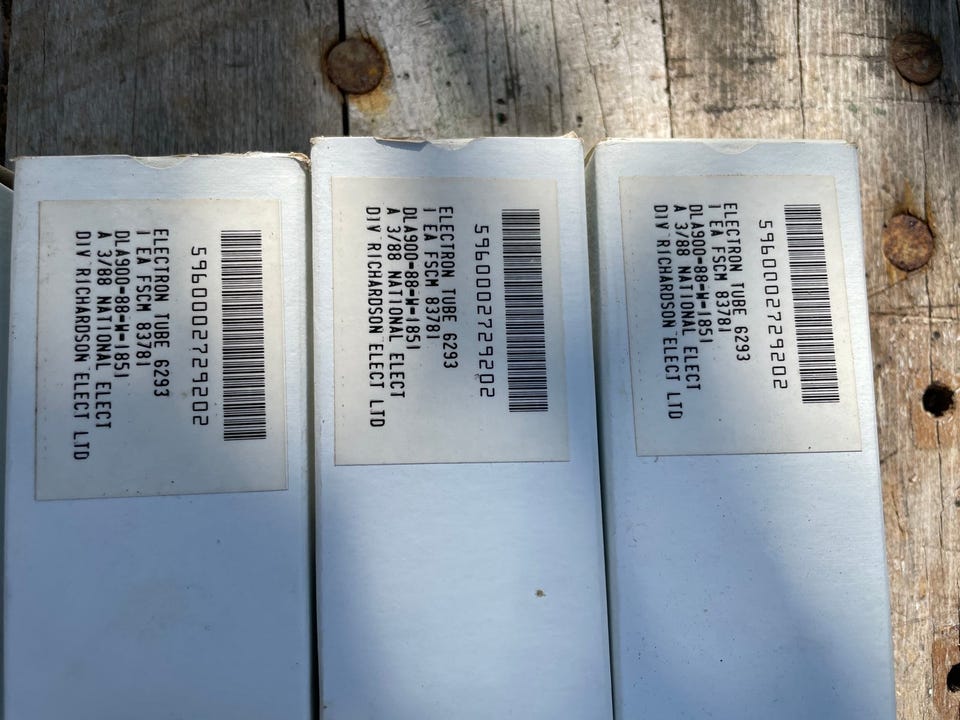 5960002729202
ELECTRON TUBE 6293
1 EA FSCM 83781
DLA900-88-M-1851
A 3/88 NATIONAL ELECT
DIV RICHARDSON ELECT LTD
5960002729202
ELECTRON TUBE 6293
1 EA FSCM 83781
DLA900-88-M-1851
A 3/88 NATIONAL ELECT
DIV RICHARDSON ELECT LTD
5960002729202
ELECTRON TUBE 6293
1 EA FSCM 83781
DLA900-88-M-1851
A 3/88 NATIONAL ELECT
DIV RICHARDSON ELECT LTD